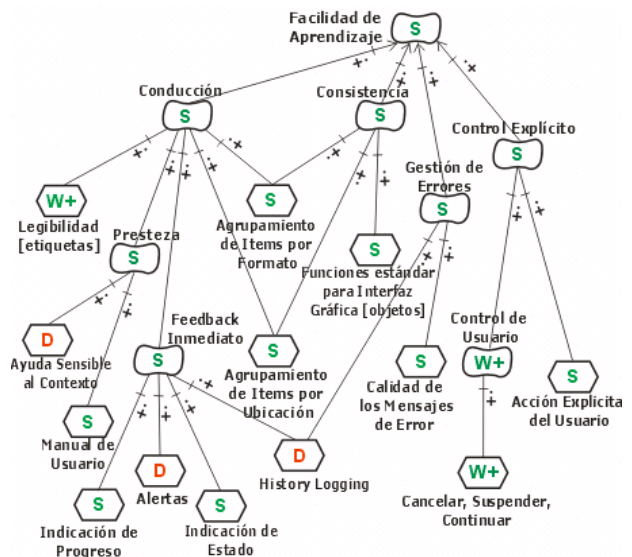 Facilidad de
Aprendizaje
S
Conducción
S
Consistencia
S
Control Explícito
S
Gestión de
Errores
S
W+
Legibilidad
[etiquetas]
Presteza
S
S
Agrupamiento
de Items por
Formato
S
Funciones estándar
para Interfaz
Gráfica [objetos]
D
Ayuda Sensible
al Contexto
Feedback
Inmediato
S
S
Agrupamiento
de Items por
Ubicación
Control de
Usuario
W+
S
Calidad de
los Mensajes
de Error
S
Acción Explicita
del Usuario
S
Manual de
Usuario
D
Alertas
D
History Logging
W+
Cancelar, Suspender,
Continuar
S
Indicación de
Progreso
S
Indicación de
Estado